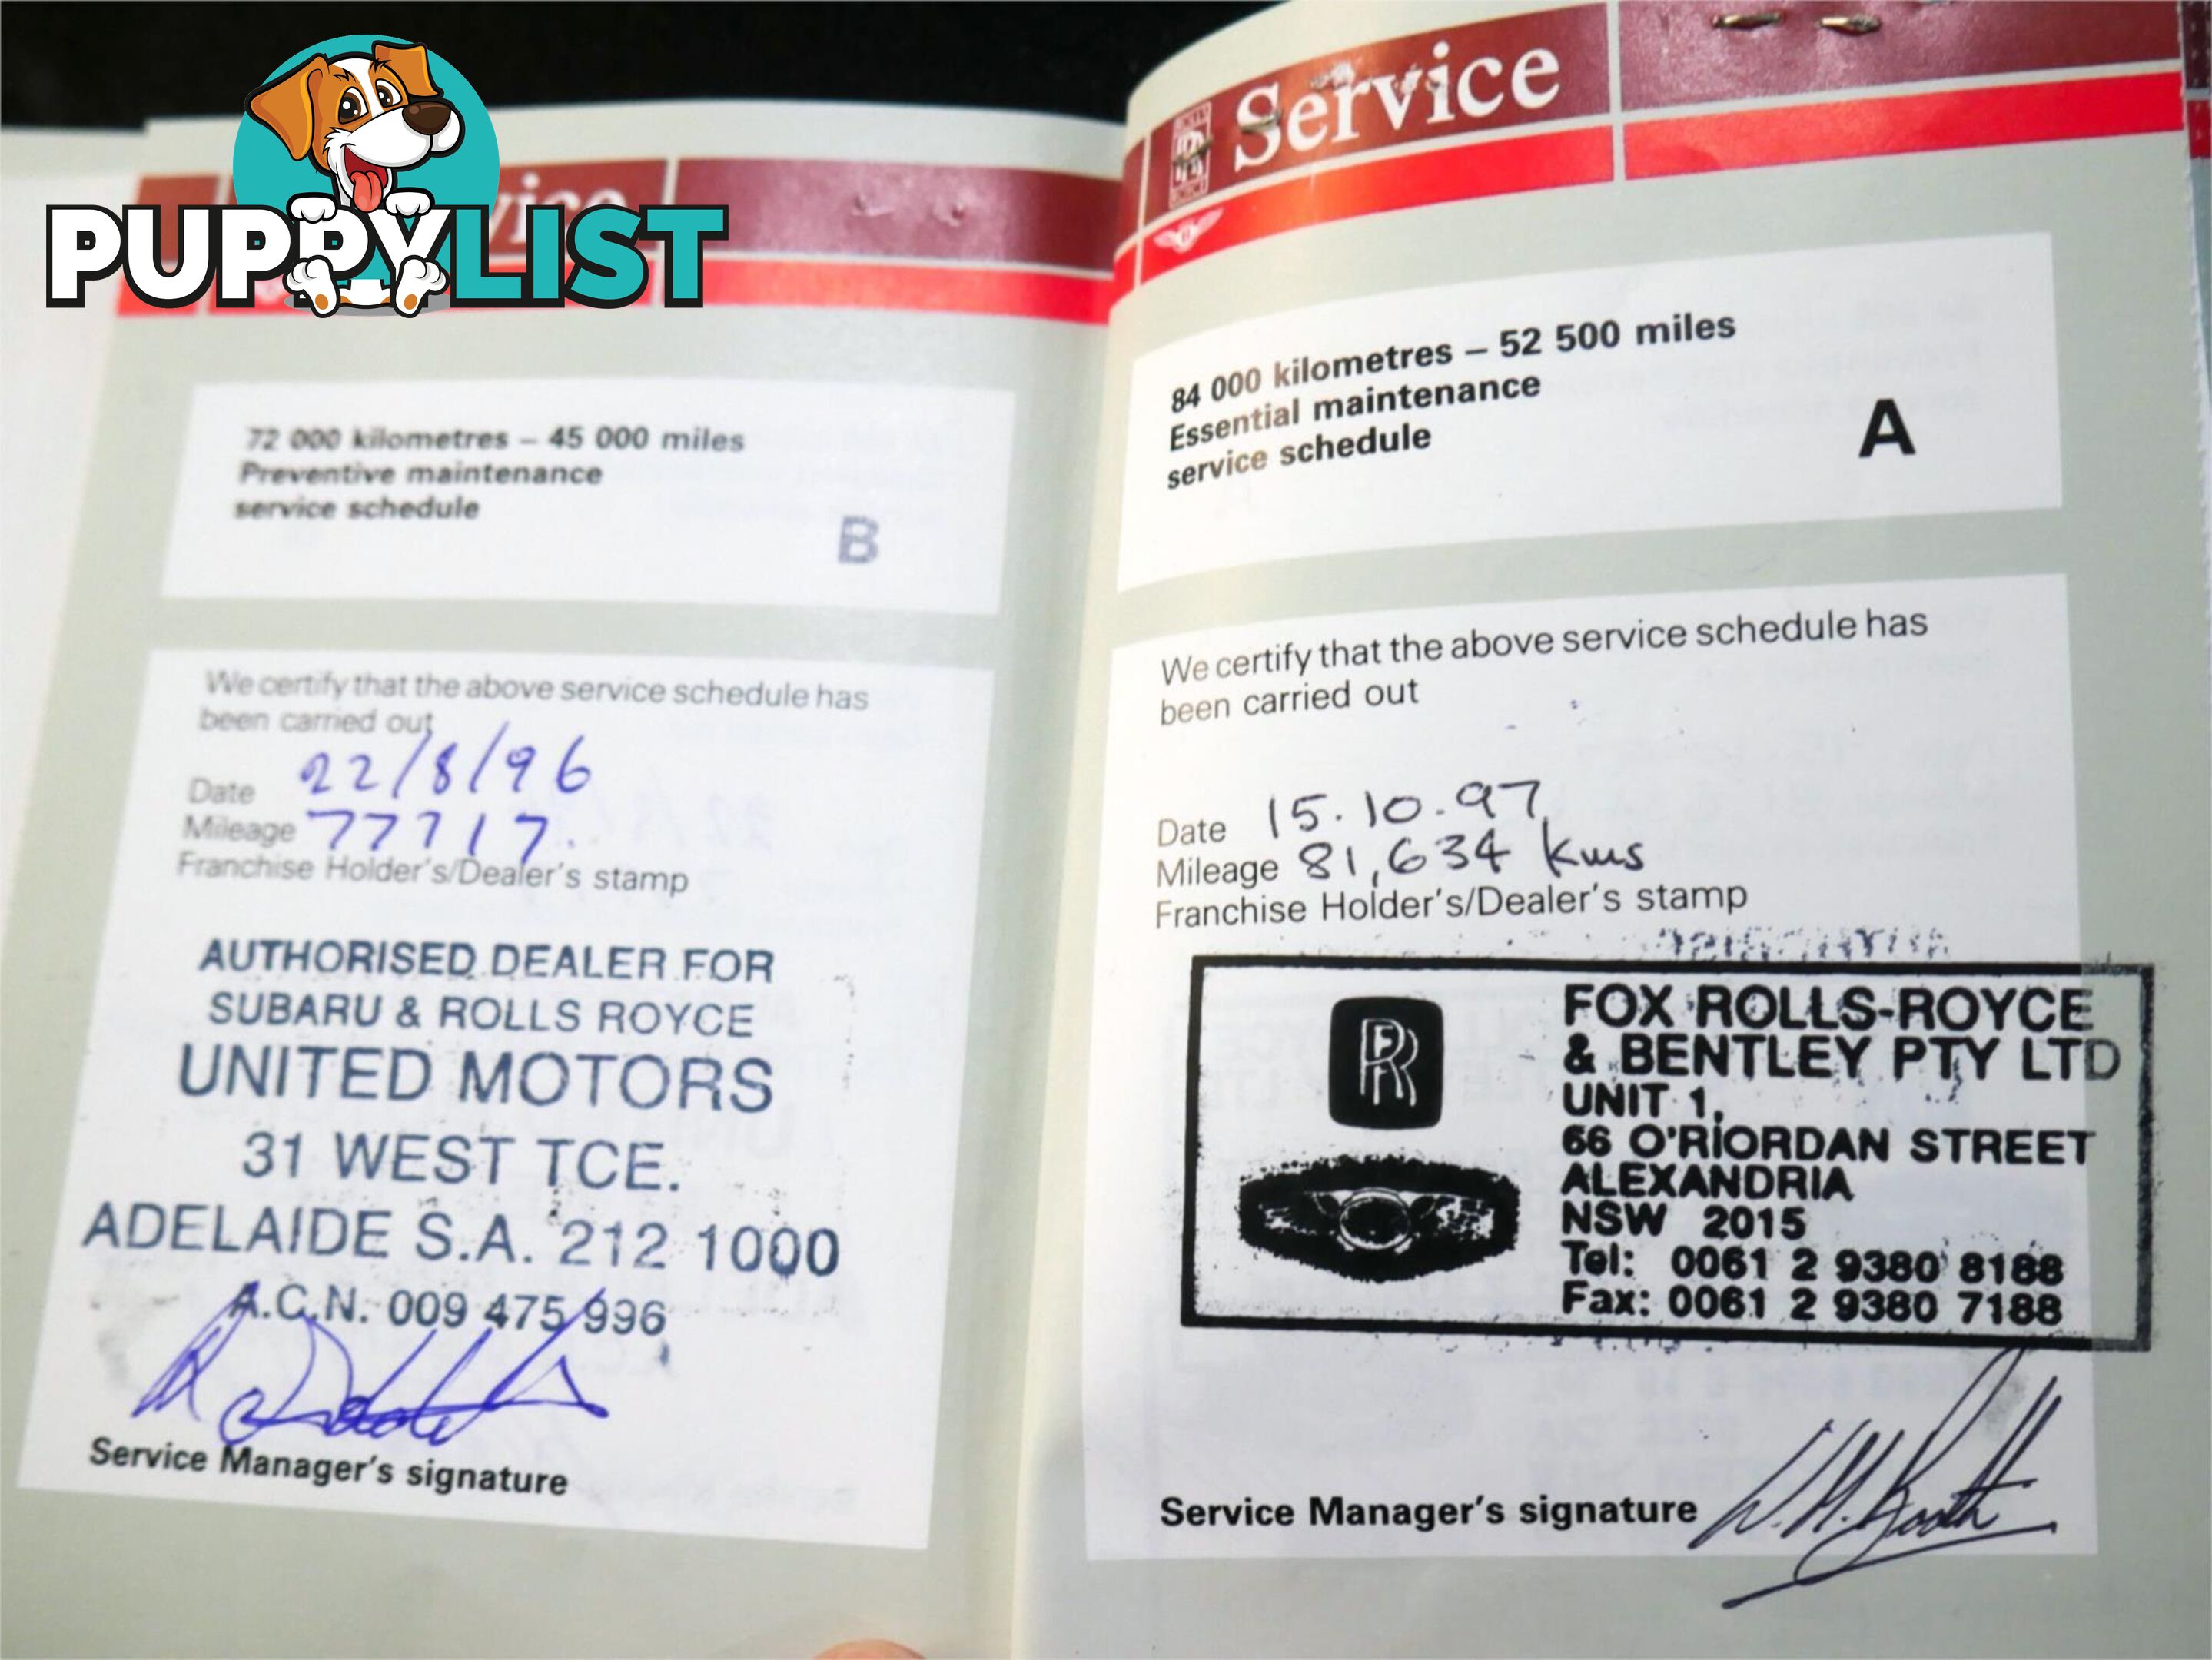 PUPPYLIST
72 000 kilometres – 45 000 miles
Preventive maintenance
service schedule
B
We certify that the above service schedule has
been carried out
Date 22/8/96
Mileage 77717.
Franchise Holder's/Dealer's stamp
AUTHORISED DEALER FOR
SUBARU & ROLLS ROYCE
UNITED MOTORS
31 WEST TCE.
ADELAIDE S.A. 212 1000
A.C.N. 009 475 996
Service Manager's signature
Service
84 000 kilometres – 52 500 miles
Essential maintenance
service schedule
A
We certify that the above service schedule has
been carried out
Date 15.10.97
Mileage 81,634 kms
Franchise Holder's/Dealer's stamp
FOX ROLLS-ROYCE
& BENTLEY PTY LTD
UNIT 1,
66 O'RIORDAN STREET
ALEXANDRIA
NSW 2015
Tel: 0061 2 9380 8188
Fax: 0061 2 9380 7188
Service Manager's signature